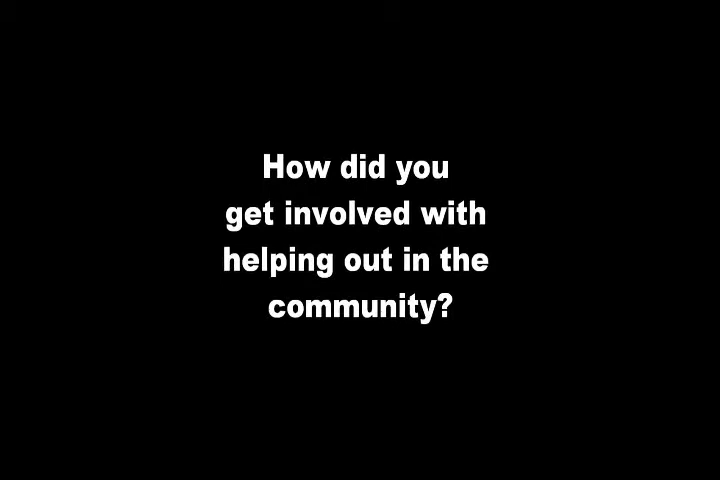 How did you
get involved with
helping out in the
community?